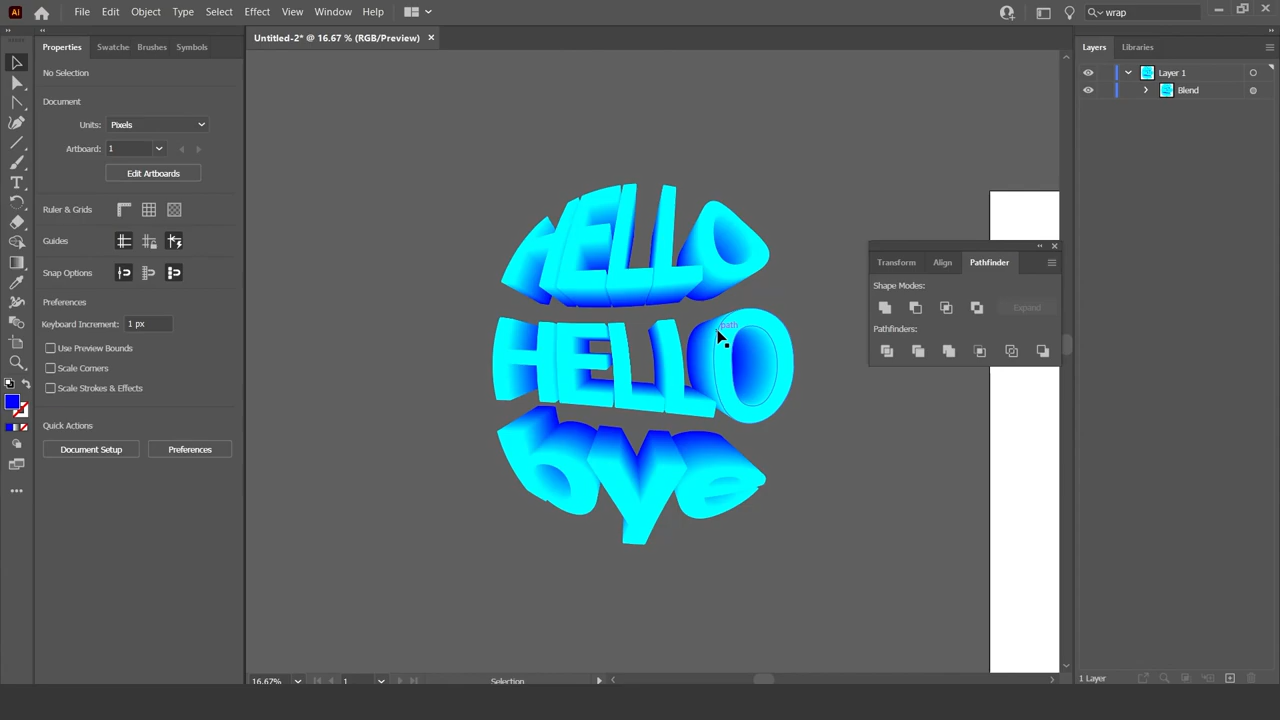 Ai File Edit Object Type Select Effect View Window Help wrap
Properties Swatche Brushes Symbols
Untitled-2* @ 16.67 % (RGB/Preview)
Layers Libraries
No Selection
Layer 1
Blend
Document
Units: Pixels
Artboard: 1
Edit Artboards
Ruler & Grids
Guides
Snap Options
Preferences
Keyboard Increment: 1 px
Use Preview Bounds
Scale Corners
Scale Strokes & Effects
Quick Actions
Document Setup Preferences
HELLO
HELLO
bye
path
Transform Align Pathfinder
Shape Modes:
Expand
Pathfinders:
16.67% 1 Selection
1 Layer